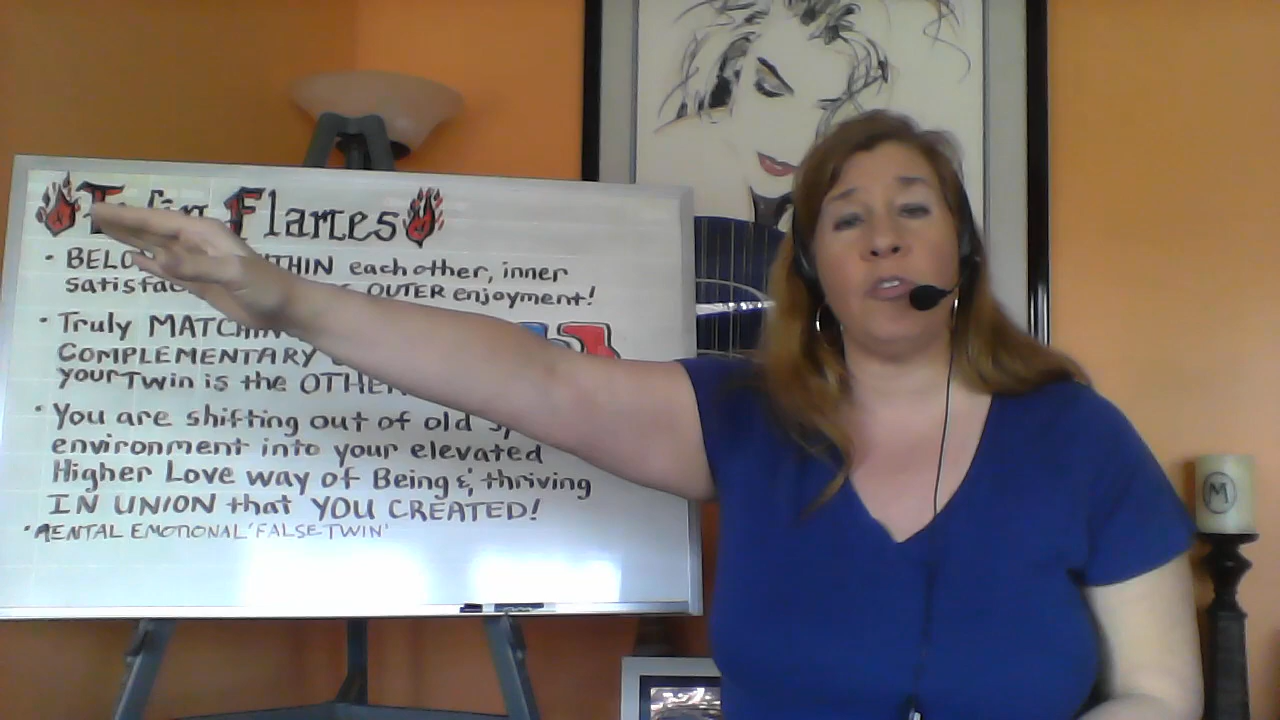 Flames
BELO THIN each other, inner
satisfac OUTER enjoyment!
Truly MATCHIN
COMPLEMENTARY
your Twin is the OTHER
You are shifting out of old
environment into your elevated
Higher Love way of Being & thriving
IN UNION that YOU CREATED!
MENTAL EMOTIONAL 'FALSE TWIN'
M